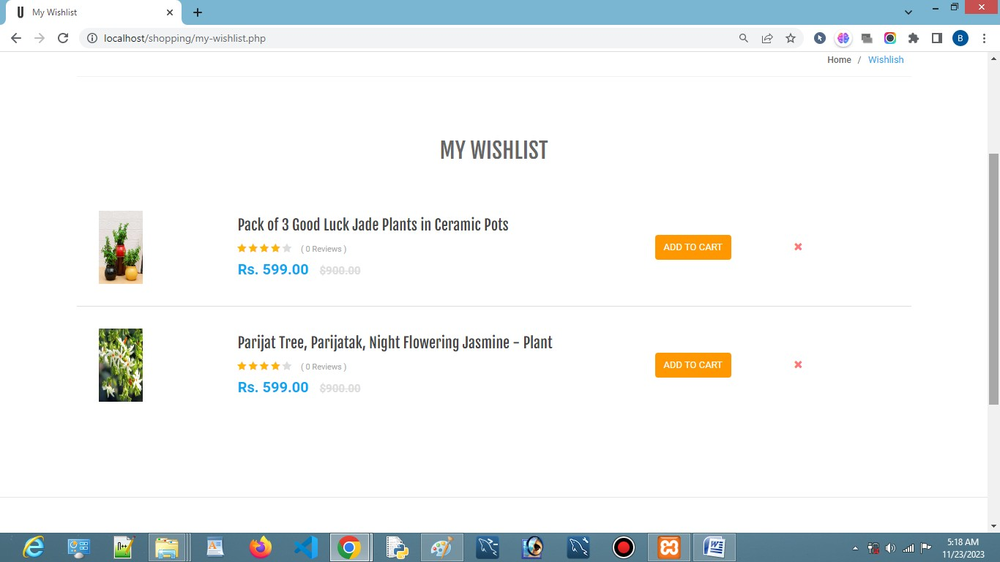 My Wishlist
localhost/shopping/my-wishlist.php
B
Home / Wishlish
MY WISHLIST
Pack of 3 Good Luck Jade Plants in Ceramic Pots
( 0 Reviews )
Rs. 599.00 $900.00
ADD TO CART
Parijat Tree, Parijatak, Night Flowering Jasmine - Plant
( 0 Reviews )
Rs. 599.00 $900.00
ADD TO CART
5:18 AM
11/23/2023